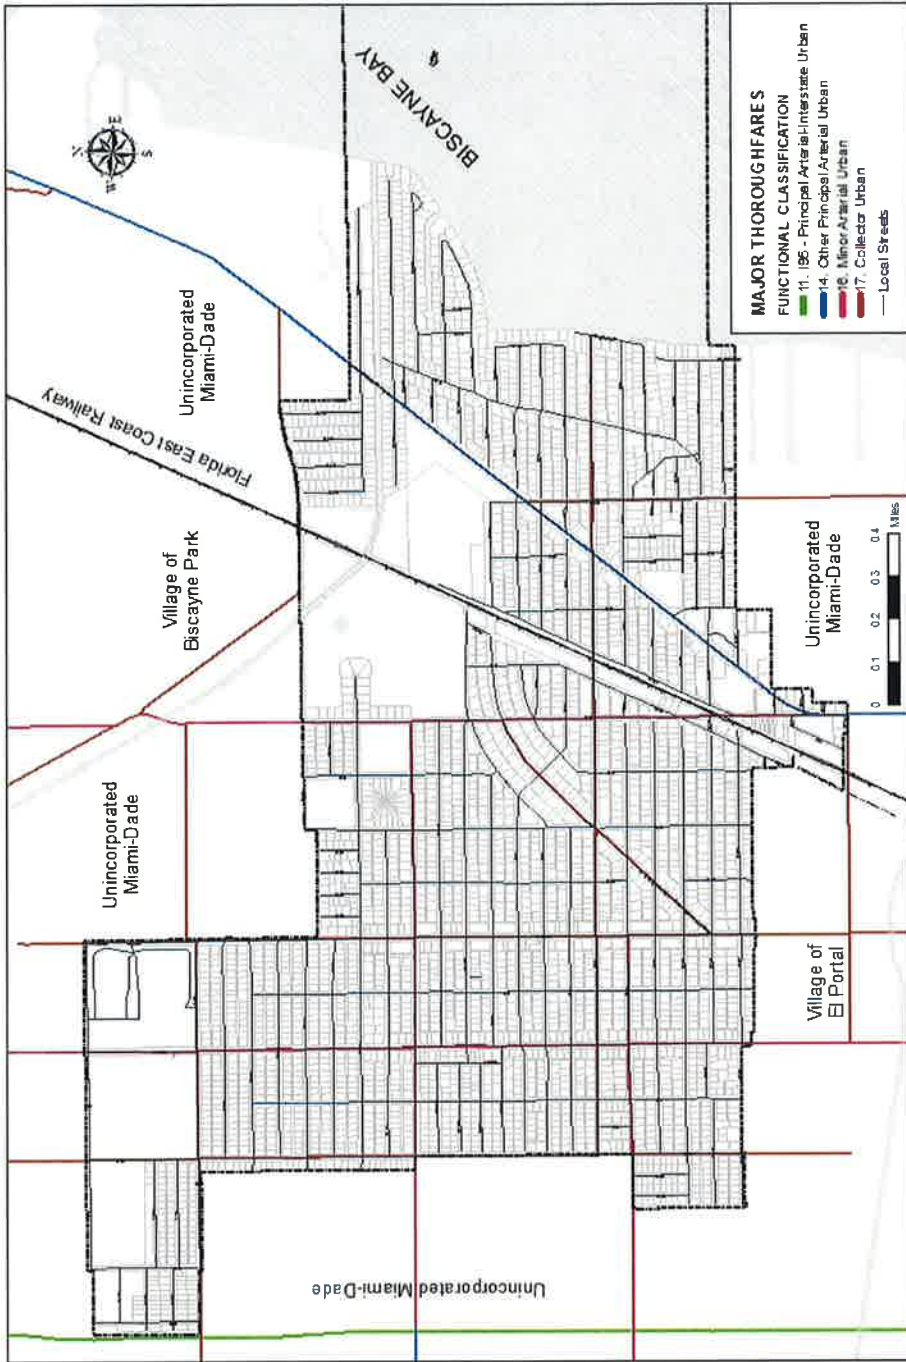 N
E
S
W
BISCAYNE BAY
Florida East Coast Railway
Unincorporated
Miami-Dade
Village of
Biscayne Park
Unincorporated
Miami-Dade
Unincorporated
Miami-Dade
Village of
El Portal
Unincorporated Miami-Dade
MAJOR THOROUGHFARES
FUNCTIONAL CLASSIFICATION
11. I95 - Principal Arterial-Interstate Urban
14. Other Principal Arterial Urban
16. Minor Arterial Urban
17. Collector Urban
Local Streets
0 0.1 0.2 0.3 0.4
Miles